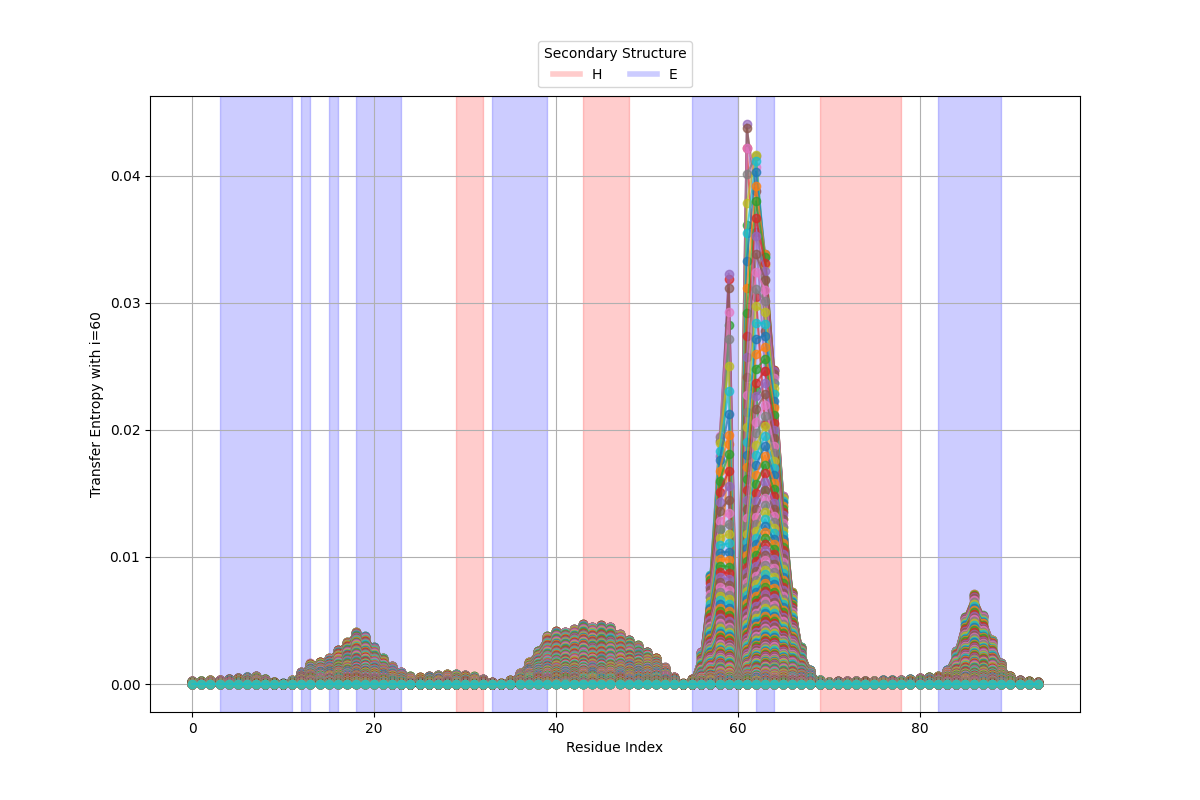 Secondary Structure
H E
0.04
0.03
0.02
0.01
0.00
Transfer Entropy with i=60
0 20 40 60 80
Residue Index